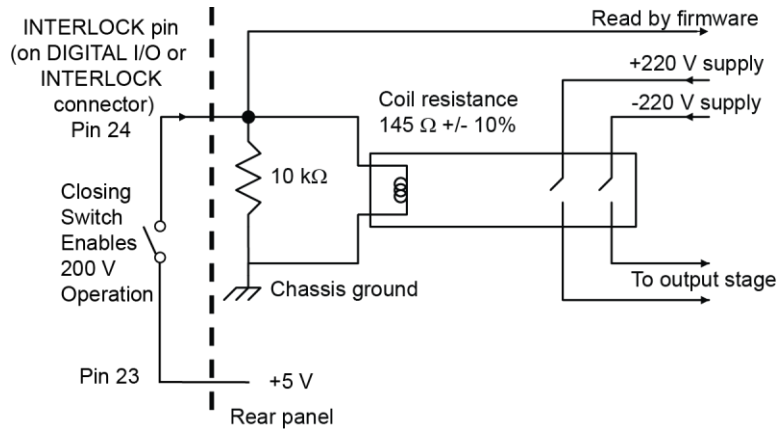 INTERLOCK pin
(on DIGITAL I/O or
INTERLOCK
connector)
Pin 24
Read by firmware
+220 V supply
-220 V supply
Coil resistance
145 Ω +/- 10%
10 kΩ
Closing
Switch
Enables
200 V
Operation
Chassis ground
To output stage
Pin 23
+5 V
Rear panel